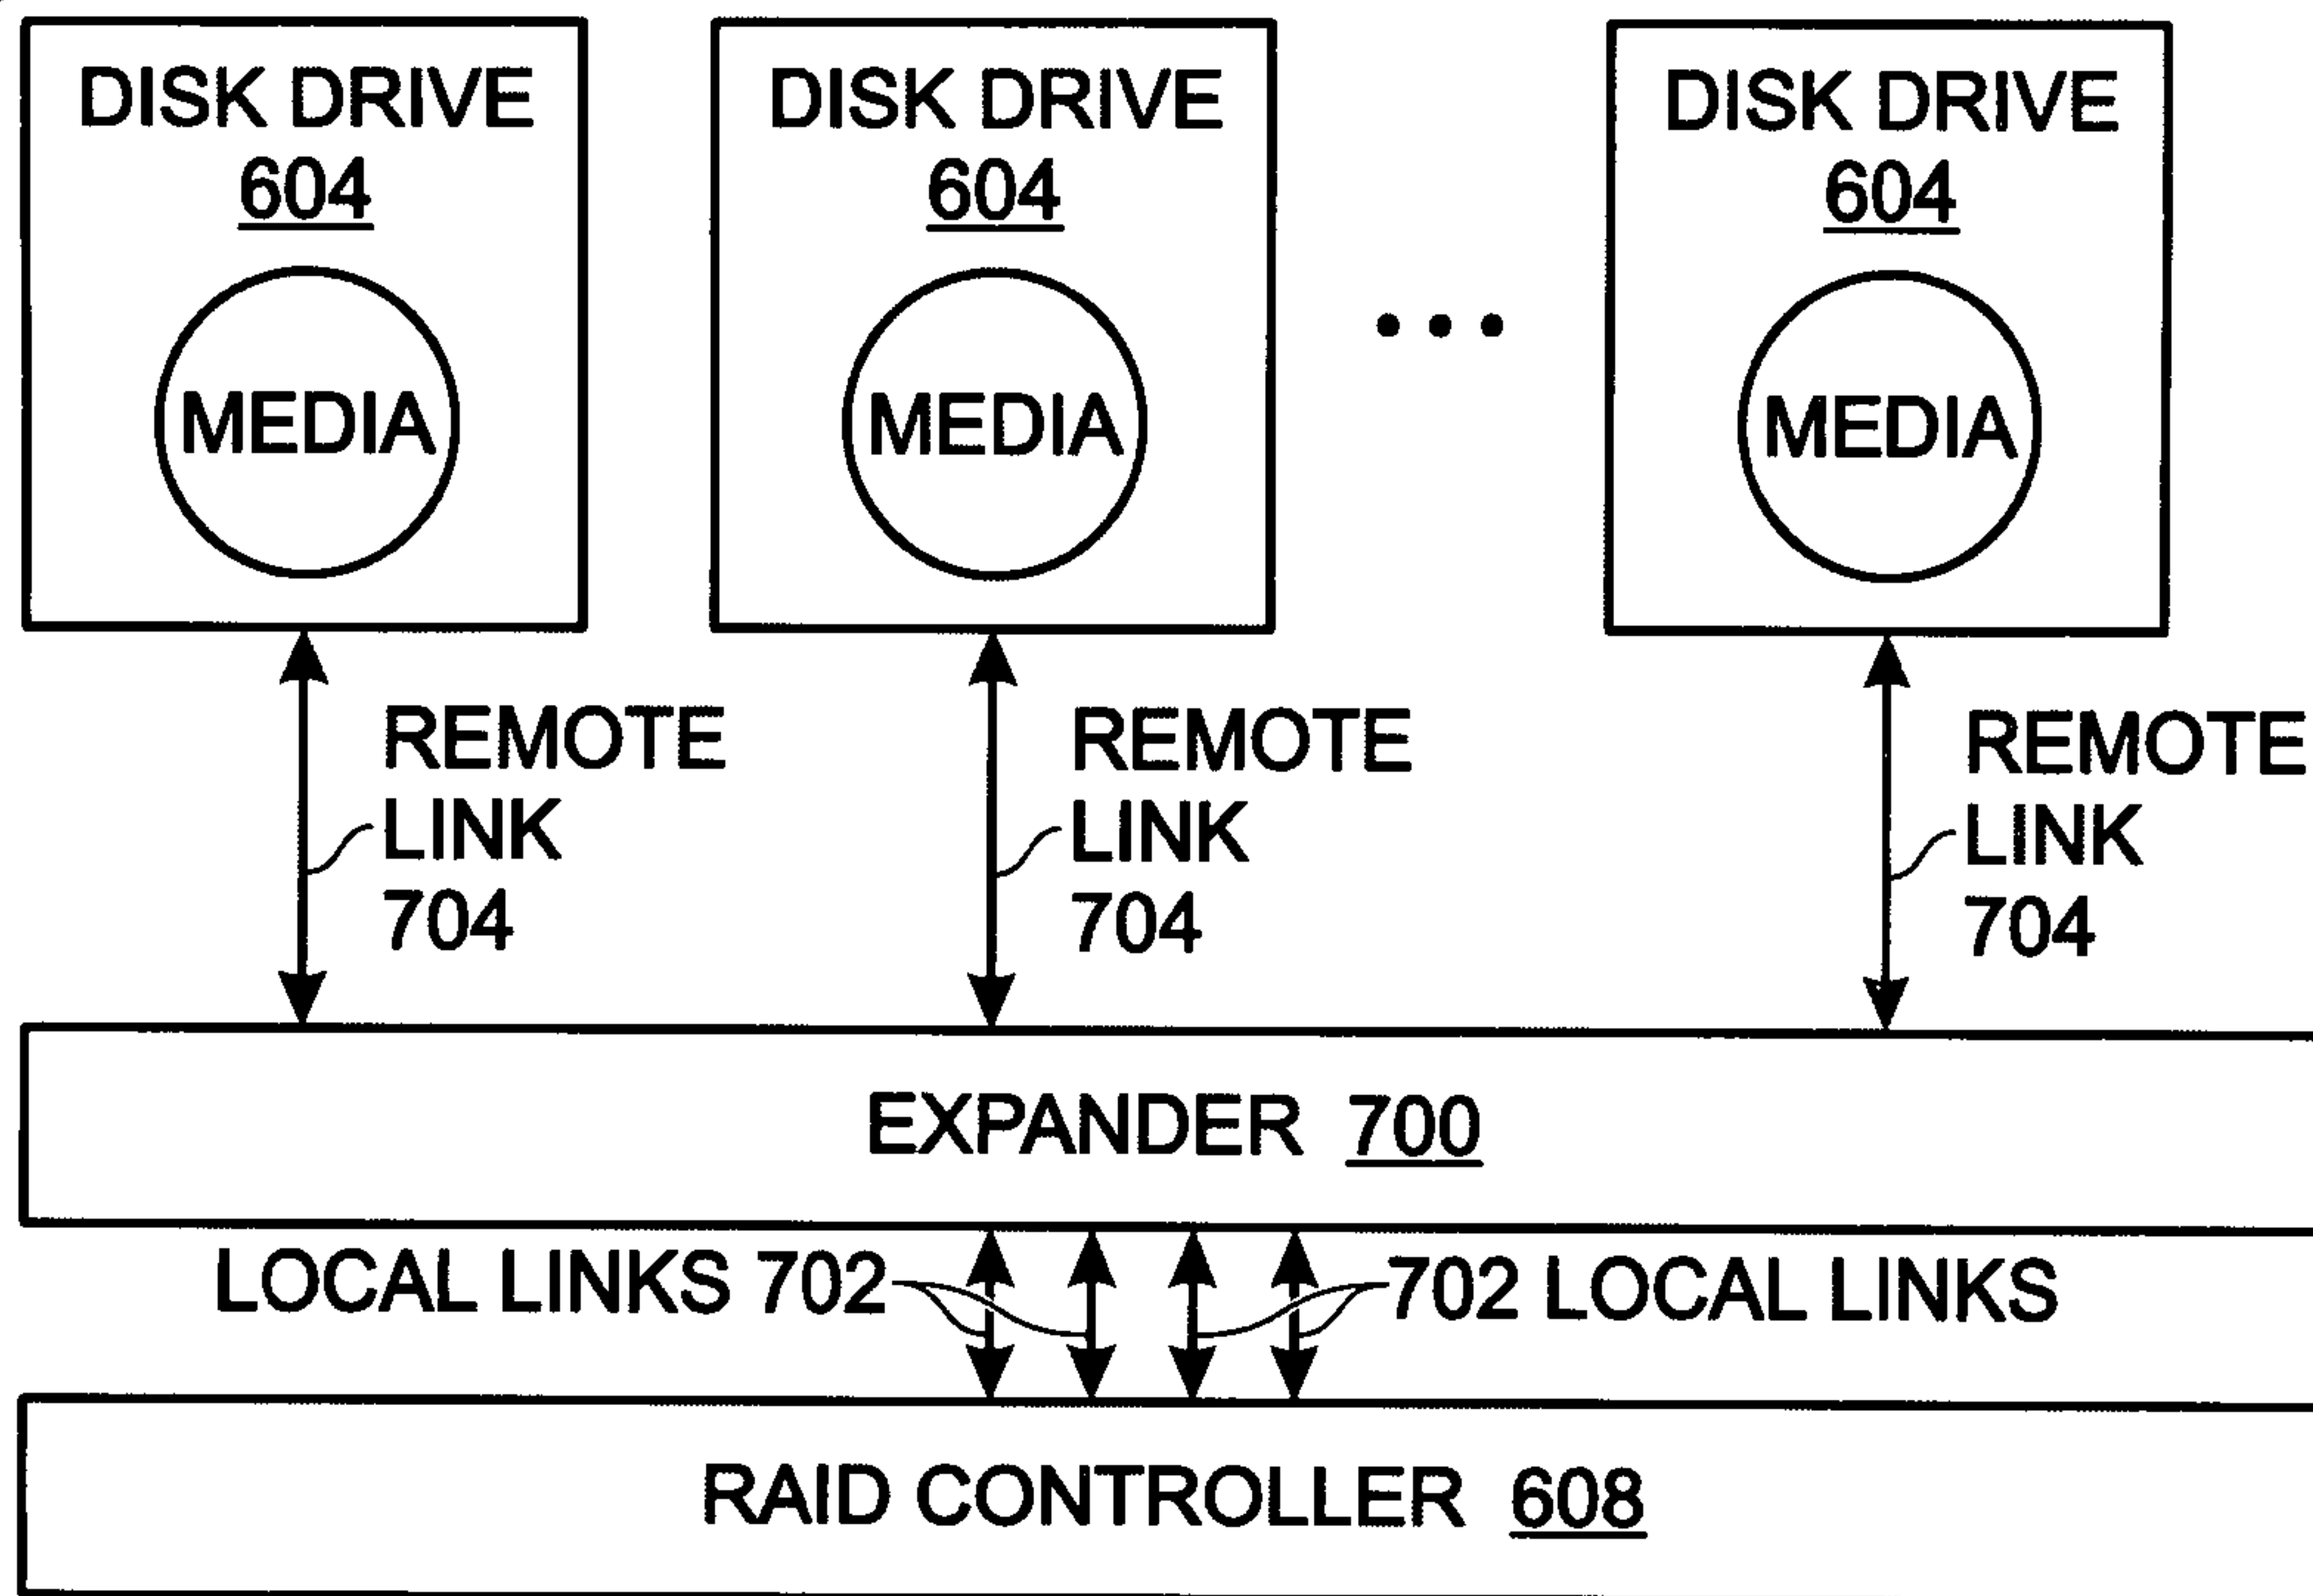 DISK DRIVE
604
MEDIA
DISK DRIVE
604
MEDIA
DISK DRIVE
604
MEDIA
REMOTE
LINK
704
REMOTE
LINK
704
REMOTE
LINK
704
EXPANDER 700
LOCAL LINKS 702
702 LOCAL LINKS
RAID CONTROLLER 608